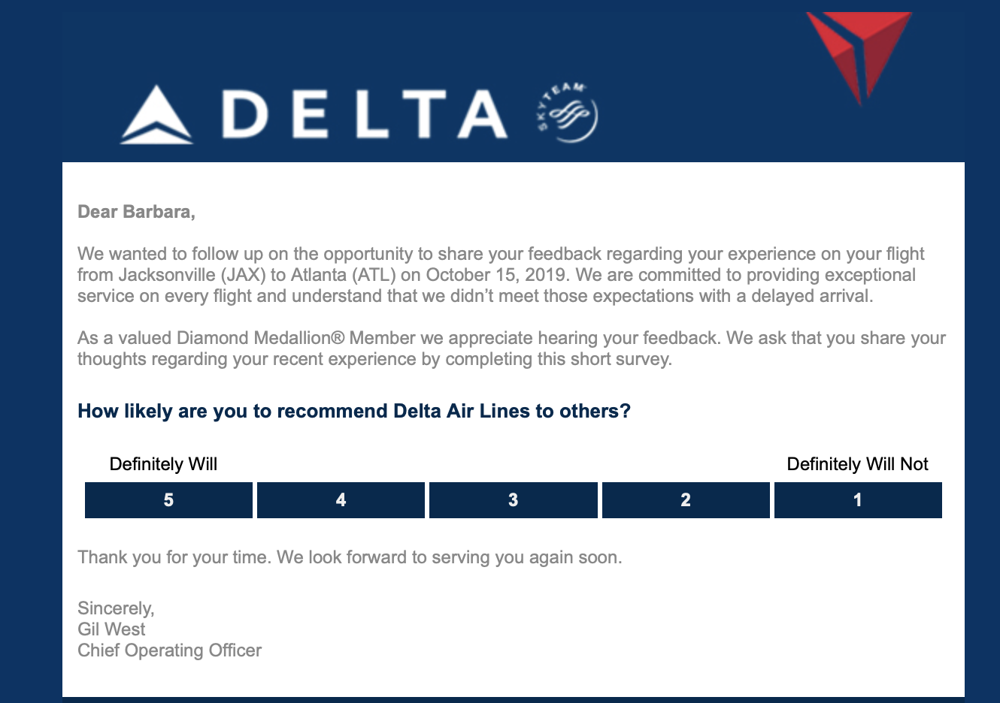 DELTA SKYTEAM
Dear Barbara,
We wanted to follow up on the opportunity to share your feedback regarding your experience on your flight
from Jacksonville (JAX) to Atlanta (ATL) on October 15, 2019. We are committed to providing exceptional
service on every flight and understand that we didn’t meet those expectations with a delayed arrival.
As a valued Diamond Medallion® Member we appreciate hearing your feedback. We ask that you share your
thoughts regarding your recent experience by completing this short survey.
How likely are you to recommend Delta Air Lines to others?
Definitely Will Definitely Will Not
5 4 3 2 1
Thank you for your time. We look forward to serving you again soon.
Sincerely,
Gil West
Chief Operating Officer